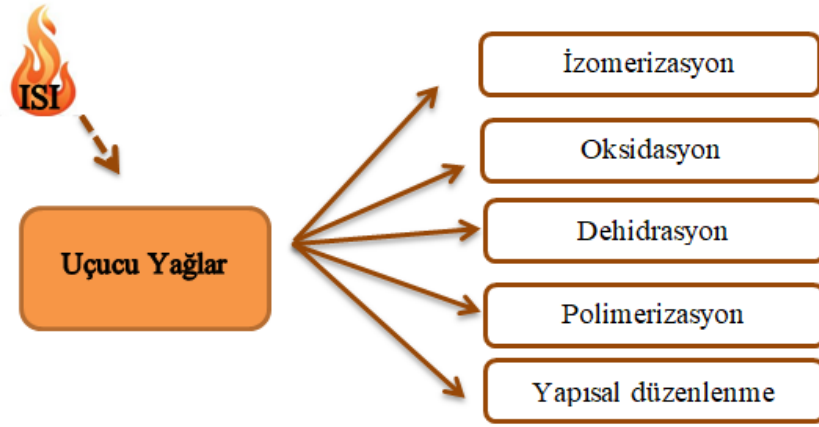 ISI
Uçucu Yağlar
İzomerizasyon
Oksidasyon
Dehidrasyon
Polimerizasyon
Yapısal düzenlenme